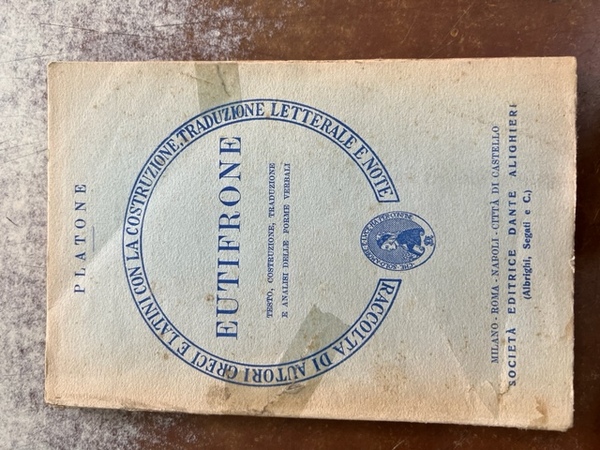 PLATONE
RACCOLTA DI AUTORI GRECI E LATINI CON LA COSTRUZIONE, TRADUZIONE LETTERALE E NOTE
EUTIFRONE
TESTO, COSTRUZIONE, TRADUZIONE
E ANALISI DELLE FORME VERBALI
MILANO - ROMA - NAPOLI - CITTÀ DI CASTELLO
SOCIETÀ EDITRICE DANTE ALIGHIERI
(Albrighi, Segati e C.)